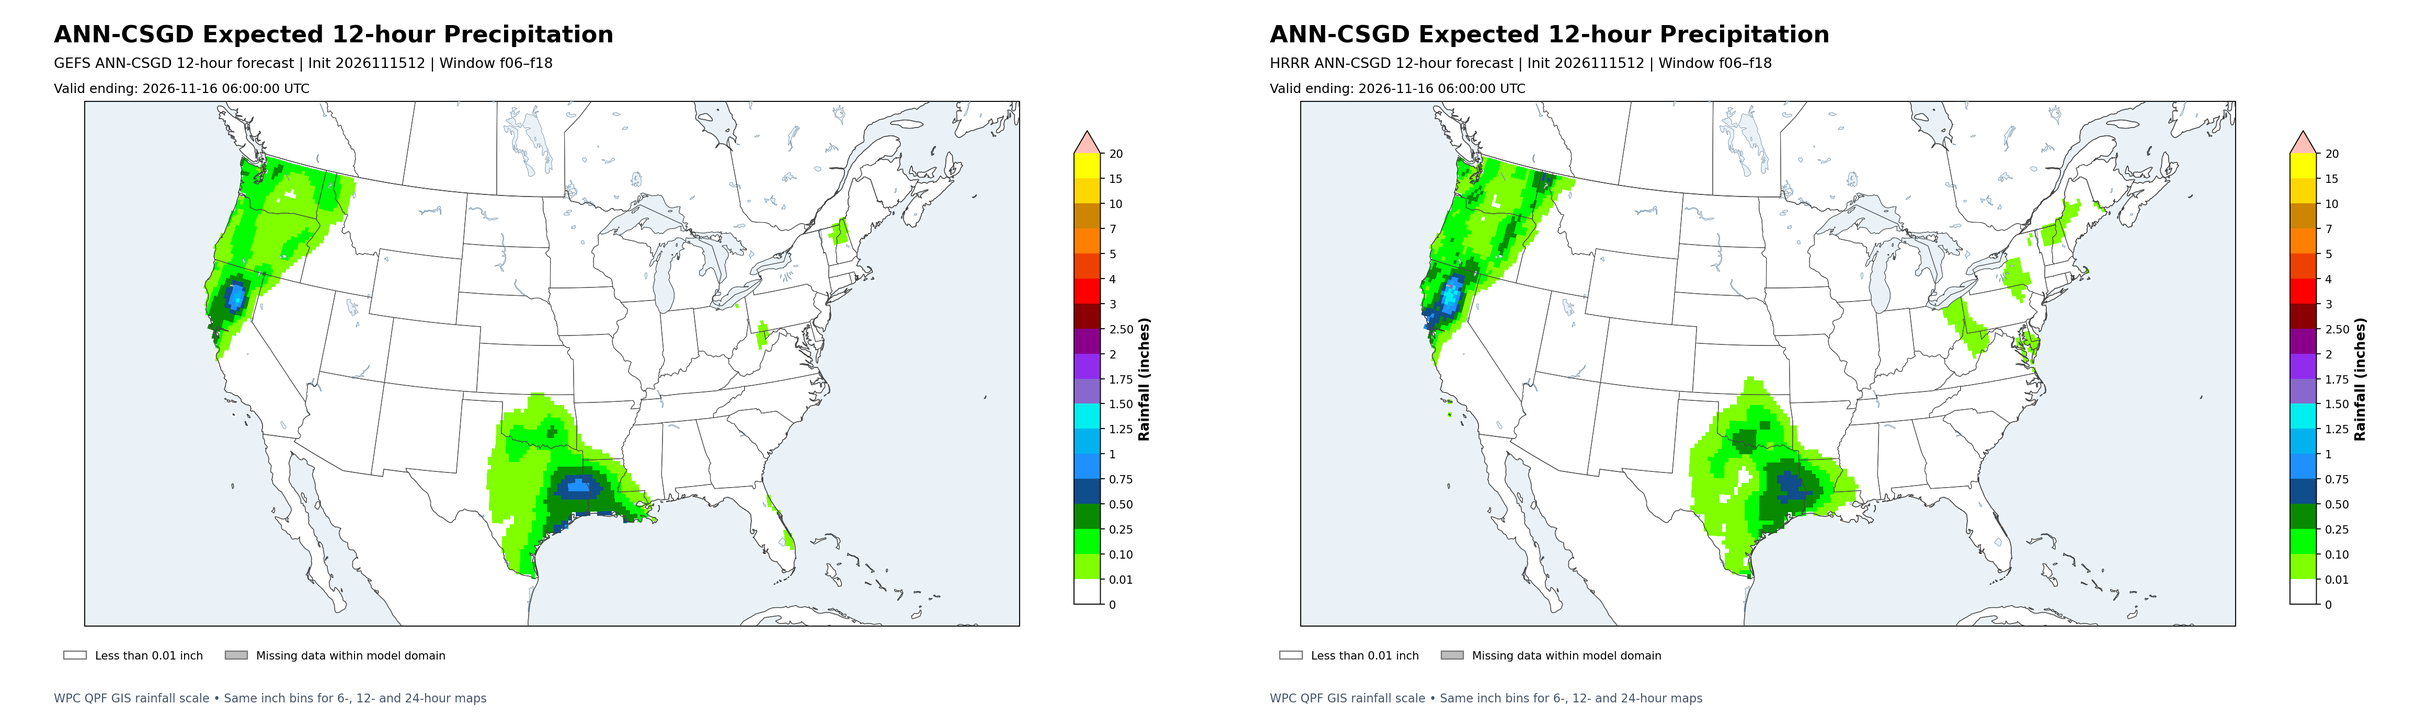 ANN-CSGD Expected 12-hour Precipitation
GEFS ANN-CSGD 12-hour forecast | Init 2026111512 | Window f06–f18
Valid ending: 2026-11-16 06:00:00 UTC
20
15
10
7
5
4
3
2.50
2
1.75
1.50
1.25
1
0.75
0.50
0.25
0.10
0.01
0
Rainfall (inches)
Less than 0.01 inch
Missing data within model domain
WPC QPF GIS rainfall scale • Same inch bins for 6-, 12- and 24-hour maps
ANN-CSGD Expected 12-hour Precipitation
HRRR ANN-CSGD 12-hour forecast | Init 2026111512 | Window f06–f18
Valid ending: 2026-11-16 06:00:00 UTC
20
15
10
7
5
4
3
2.50
2
1.75
1.50
1.25
1
0.75
0.50
0.25
0.10
0.01
0
Rainfall (inches)
Less than 0.01 inch
Missing data within model domain
WPC QPF GIS rainfall scale • Same inch bins for 6-, 12- and 24-hour maps